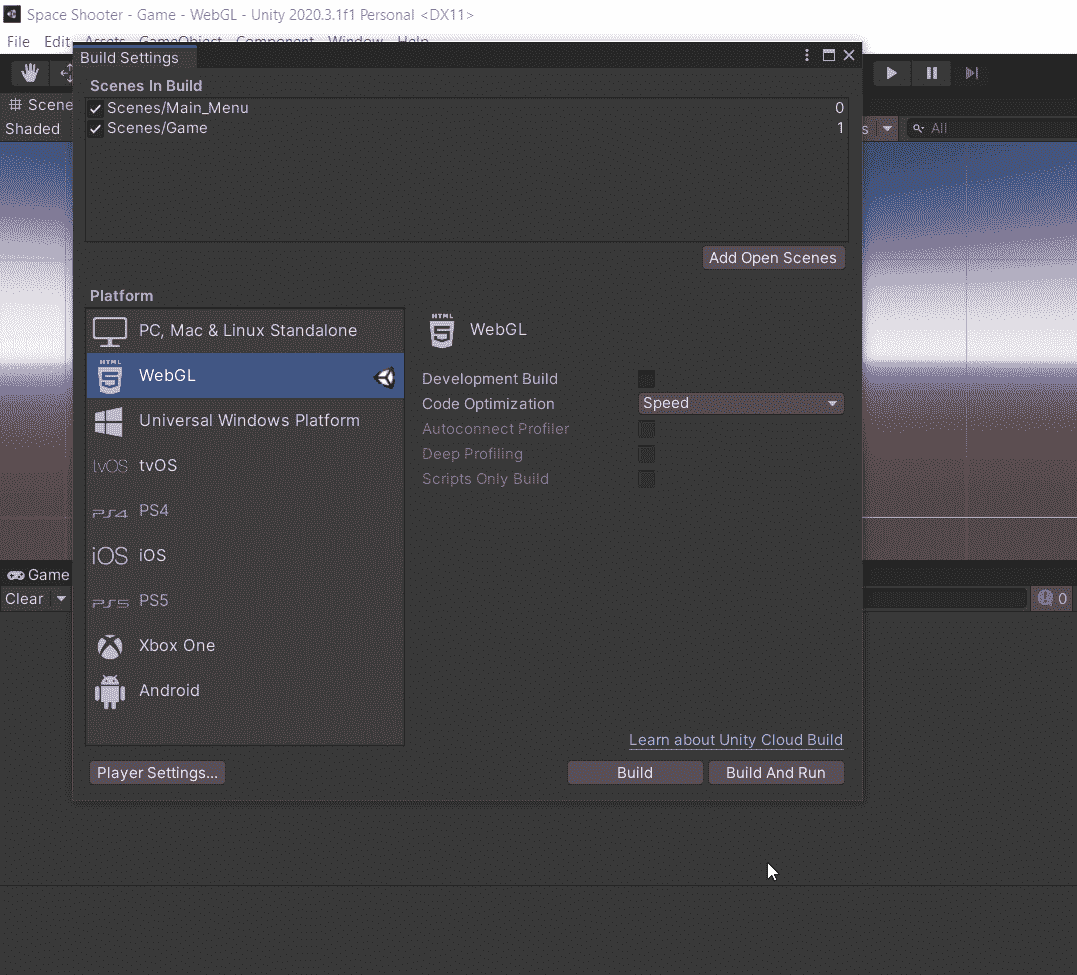 Space Shooter - Game - WebGL - Unity 2020.3.1f1 Personal <DX11>
File Edit Assets GameObject Component Window Help
Build Settings
Scenes In Build
Scene
Scenes/Main_Menu 0
Scenes/Game 1
Shaded
s
All
Add Open Scenes
Platform
PC, Mac & Linux Standalone
HTML
WebGL
Universal Windows Platform
tvOS tvOS
PS4 PS4
iOS iOS
PS5 PS5
Xbox One
Android
HTML
WebGL
Development Build
Code Optimization Speed
Autoconnect Profiler
Deep Profiling
Scripts Only Build
Game
Clear
0
Learn about Unity Cloud Build
Player Settings... Build Build And Run